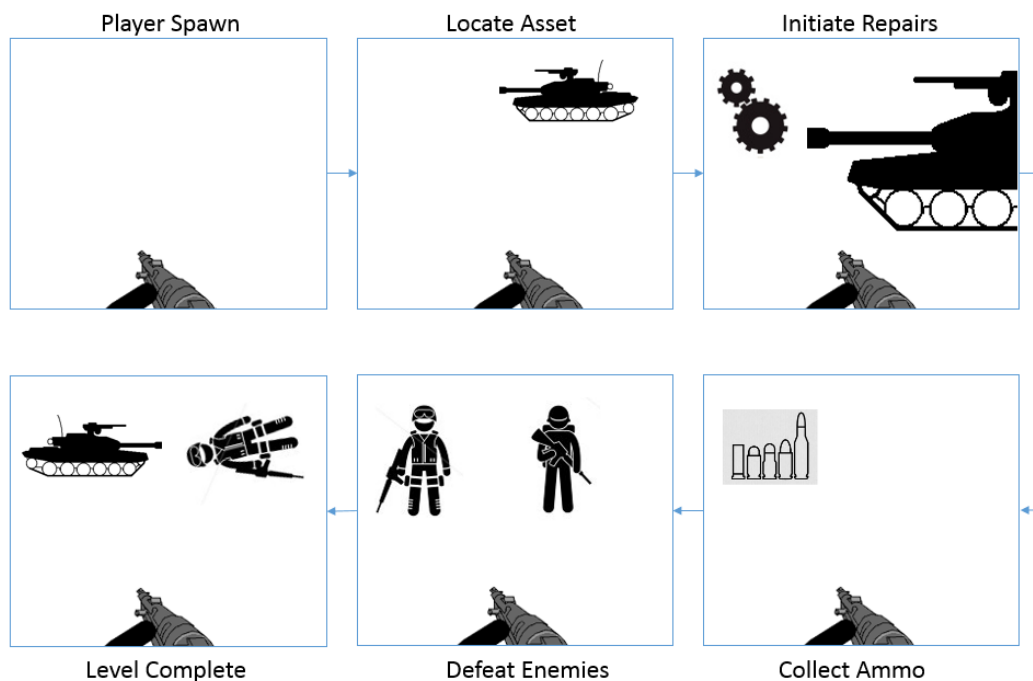 Player Spawn
Locate Asset
Initiate Repairs
Level Complete
Defeat Enemies
Collect Ammo